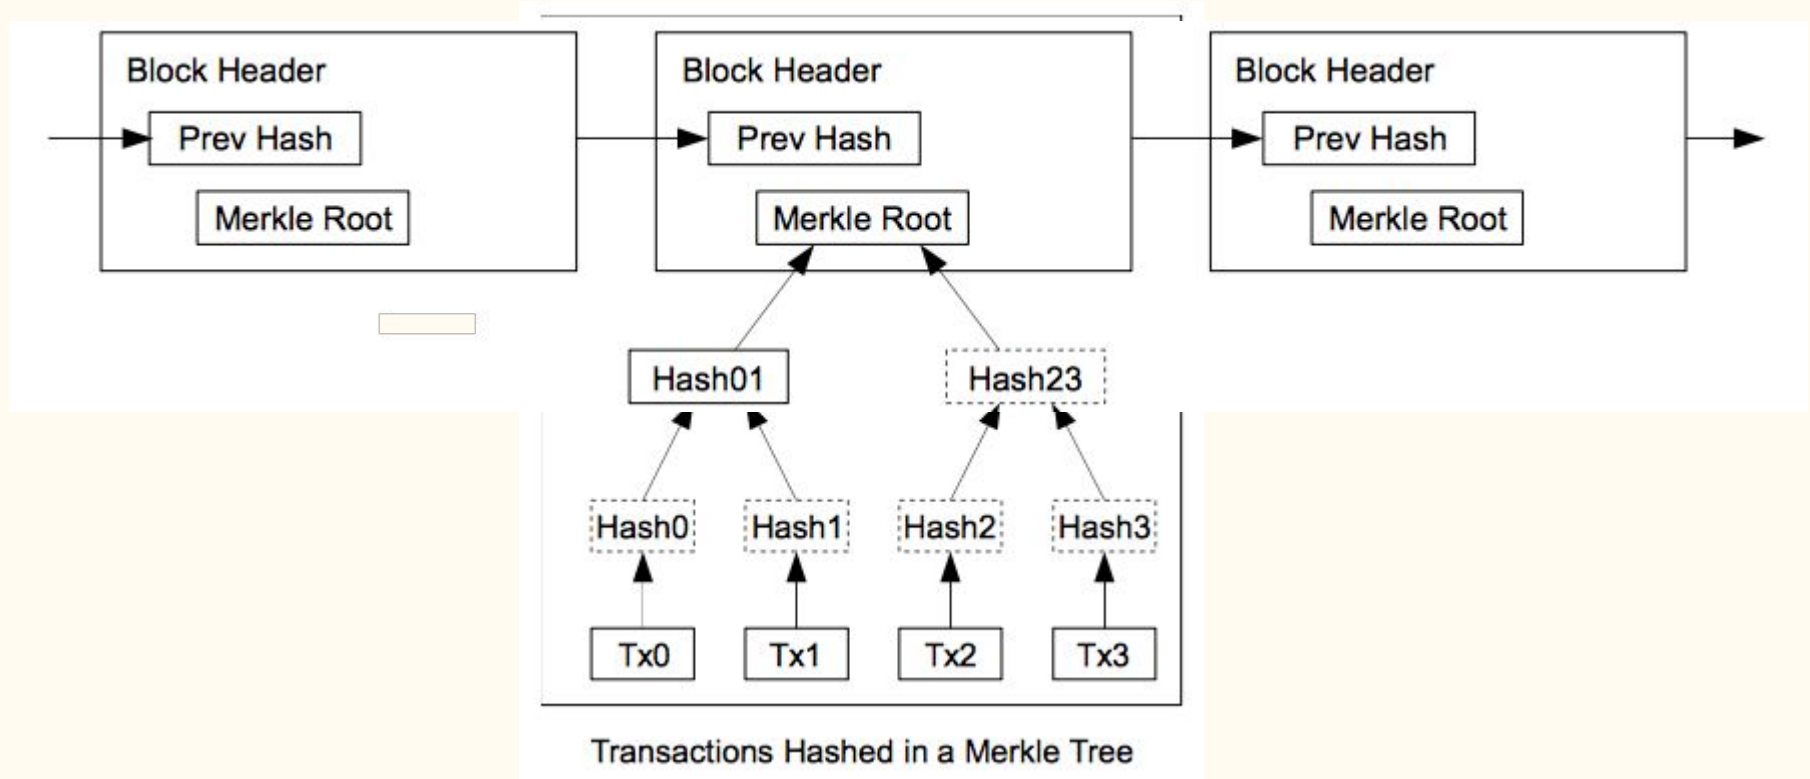 Block Header
Block Header
Block Header
Prev Hash
Prev Hash
Prev Hash
Merkle Root
Merkle Root
Merkle Root
Hash01
Hash23
Hash0
Hash1
Hash2
Hash3
Tx0
Tx1
Tx2
Tx3
Transactions Hashed in a Merkle Tree